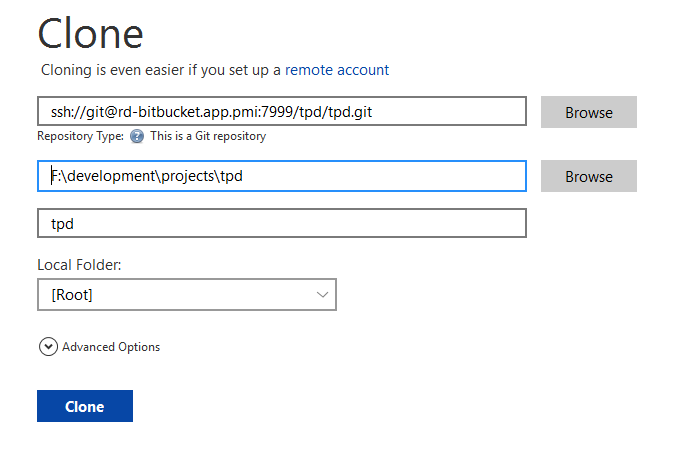 Clone
Cloning is even easier if you set up a remote account
ssh://git@rd-bitbucket.app.pmi:7999/tpd/tpd.git
Browse
Repository Type: ? This is a Git repository
F:\development\projects\tpd
Browse
tpd
Local Folder:
[Root]
Advanced Options
Clone